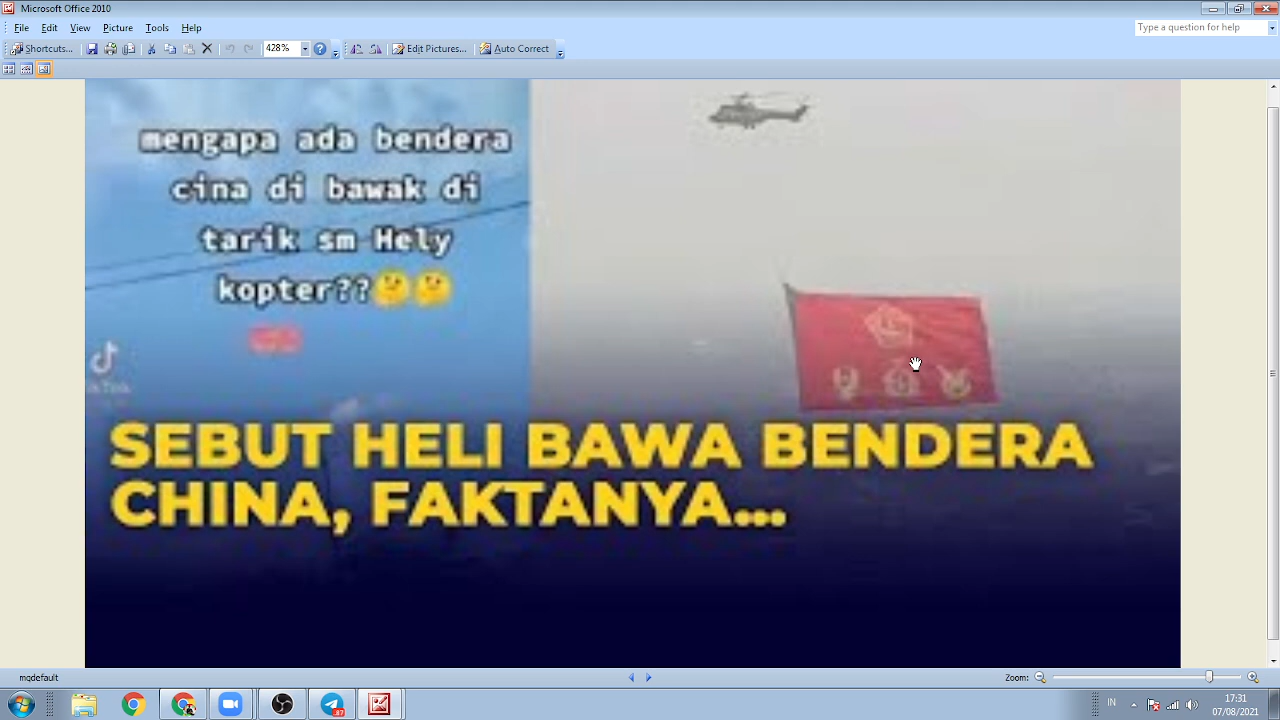 Microsoft Office 2010
File Edit View Picture Tools Help
Type a question for help
Shortcuts... 428% Edit Pictures... Auto Correct
mengapa ada bendera
cina di bawak di
tarik sm Hely
kopter??🤔🤔
SEBUT HELI BAWA BENDERA
CHINA, FAKTANYA...
mqdefault
Zoom:
37
IN
17:31
07/08/2021